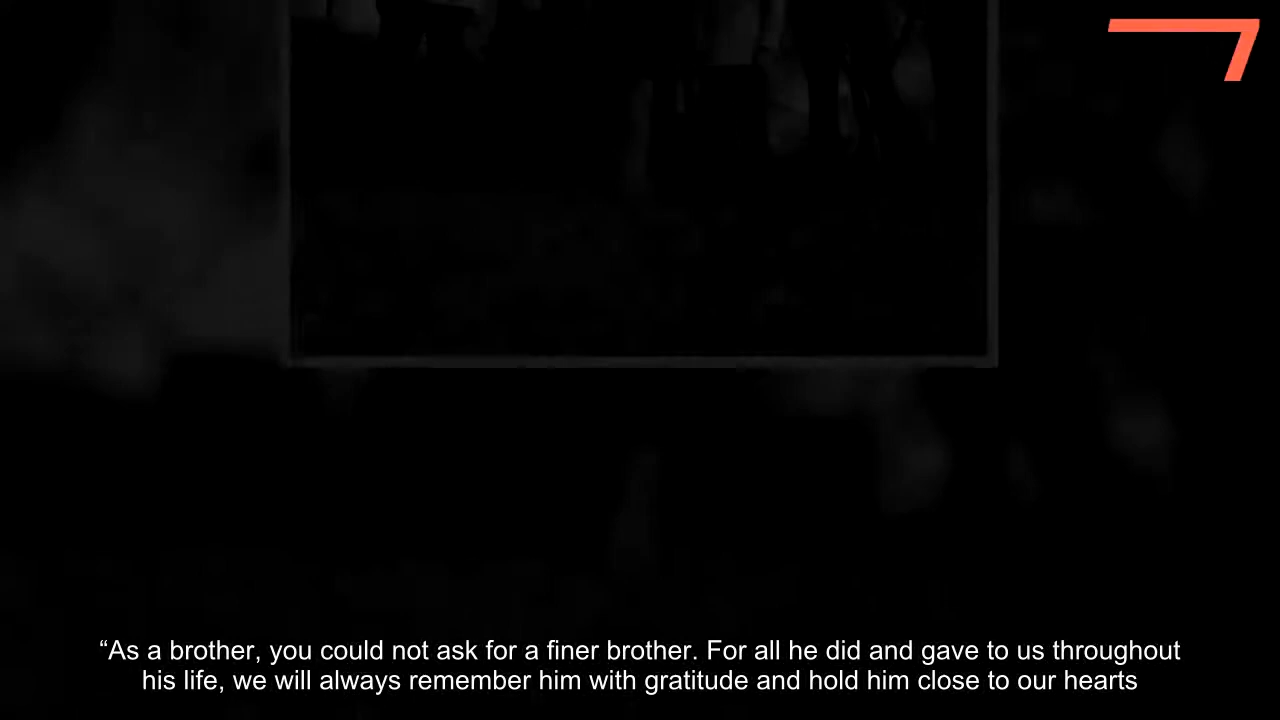 “As a brother, you could not ask for a finer brother. For all he did and gave to us throughout
his life, we will always remember him with gratitude and hold him close to our hearts